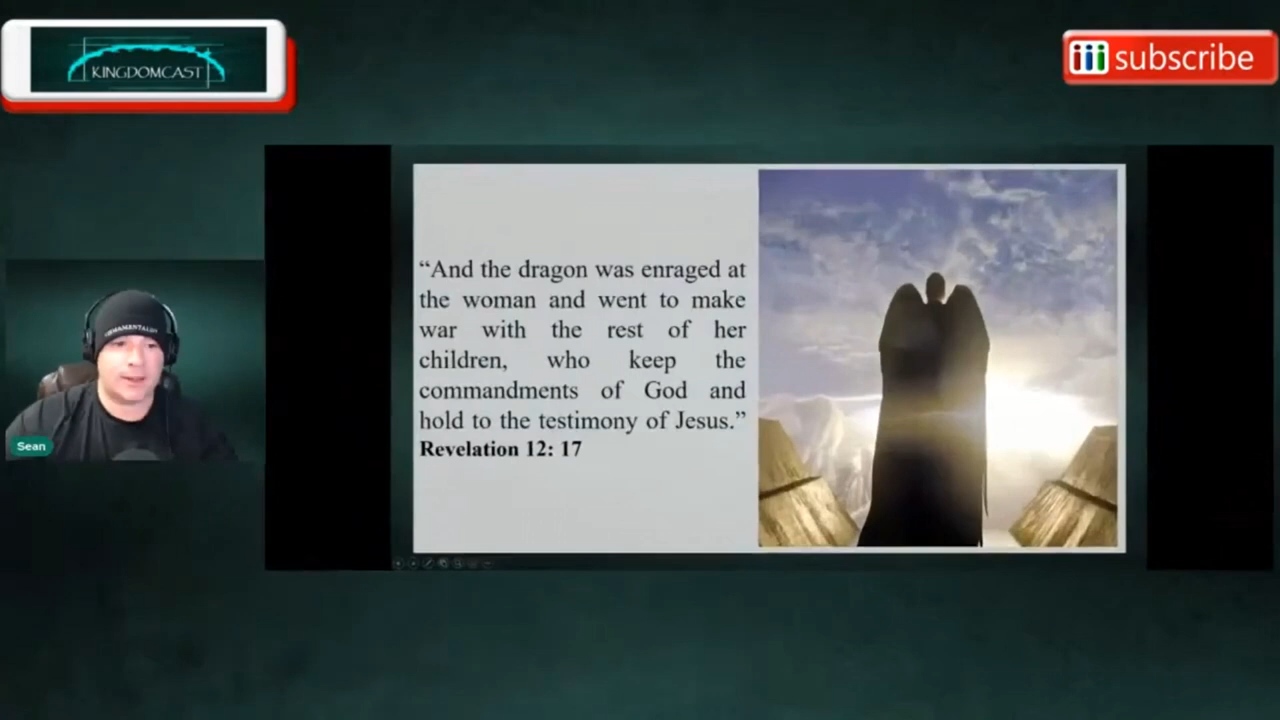 KINGDOMCAST
subscribe
“And the dragon was enraged at
the woman and went to make
war with the rest of her
children, who keep the
commandments of God and
hold to the testimony of Jesus.”
Revelation 12: 17
Sean